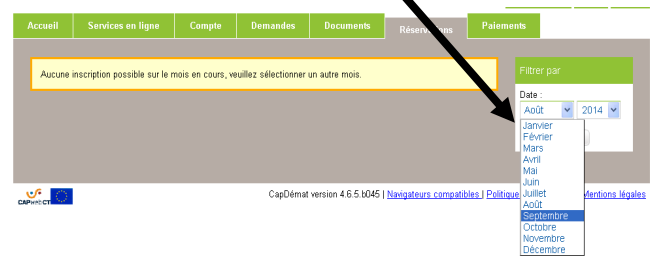 Accueil Services en ligne Compte Demandes Documents Réservations Paiements
Aucune inscription possible sur le mois en cours, veuillez sélectionner un autre mois.
Filtrer par
Date :
Août 2014
Janvier
Février
Mars
Avril
Mai
Juin
Juillet
Août
Septembre
Octobre
Novembre
Décembre
CapDémat version 4.6.5.b045 | Navigateurs compatibles | Politique Mentions légales